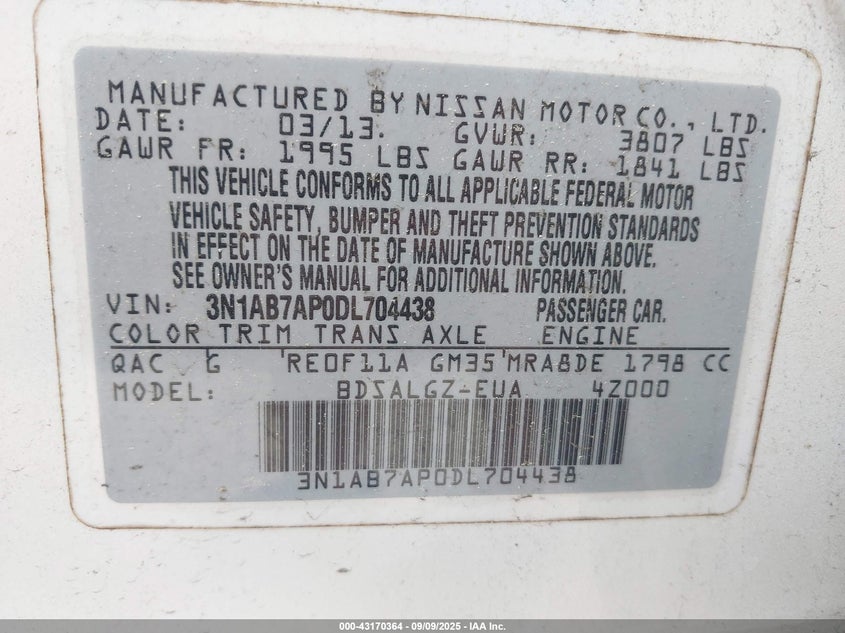 MANUFACTURED BY NISSAN MOTOR CO., LTD.
DATE: 03/13. GVWR: 3807 LBS
GAWR FR: 1995 LBS GAWR RR: 1841 LBS
THIS VEHICLE CONFORMS TO ALL APPLICABLE FEDERAL MOTOR
VEHICLE SAFETY, BUMPER AND THEFT PREVENTION STANDARDS
IN EFFECT ON THE DATE OF MANUFACTURE SHOWN ABOVE.
SEE OWNER'S MANUAL FOR ADDITIONAL INFORMATION.
VIN: 3N1AB7AP0DL704438 PASSENGER CAR.
COLOR TRIM TRANS AXLE ENGINE
QAC G RE0F11A GM35 MRA8DE 1798 CC
MODEL: BDSALGZ-EUA 4Z000
3N1AB7AP0DL704438
000-43170364 - 09/09/2025 - IAA Inc.